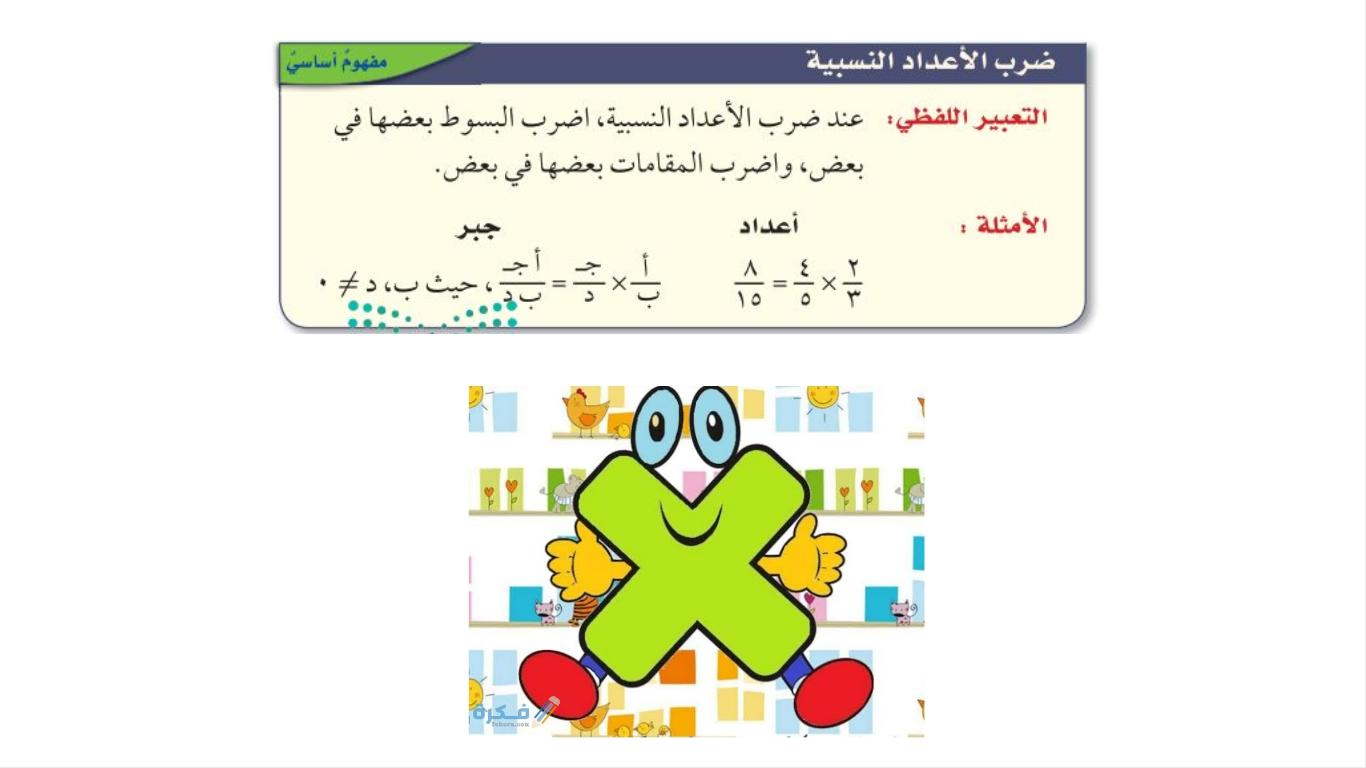 ضرب الأعداد النسبية
مفهومٌ أساسيٌّ
التعبير اللفظي: عند ضرب الأعداد النسبية، اضرب البسوط بعضها في
بعض، واضرب المقامات بعضها في بعض.
الأمثلة : أعداد جبر
٢/٣ × ٤/٥ = ٨/١٥ أ/ب × جـ/د = أ جـ/ب د ، حيث ب، د ≠ ٠
فكرة